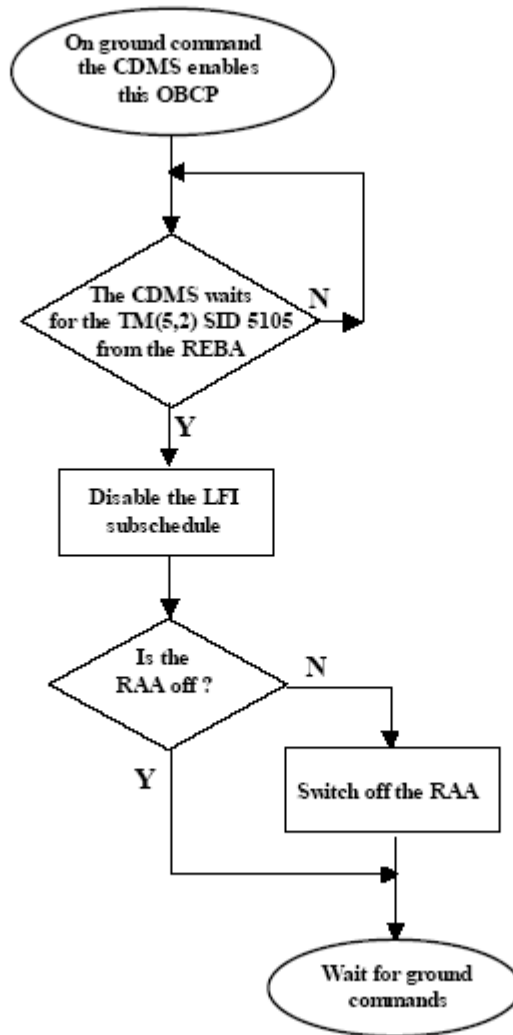 On ground command
the CDMS enables
this OBCP
The CDMS waits
for the TM(5,2) SID 5105
from the REBA
N
Y
Disable the LFI
subschedule
Is the
RAA off ?
N
Y
Switch off the RAA
Wait for ground
commands